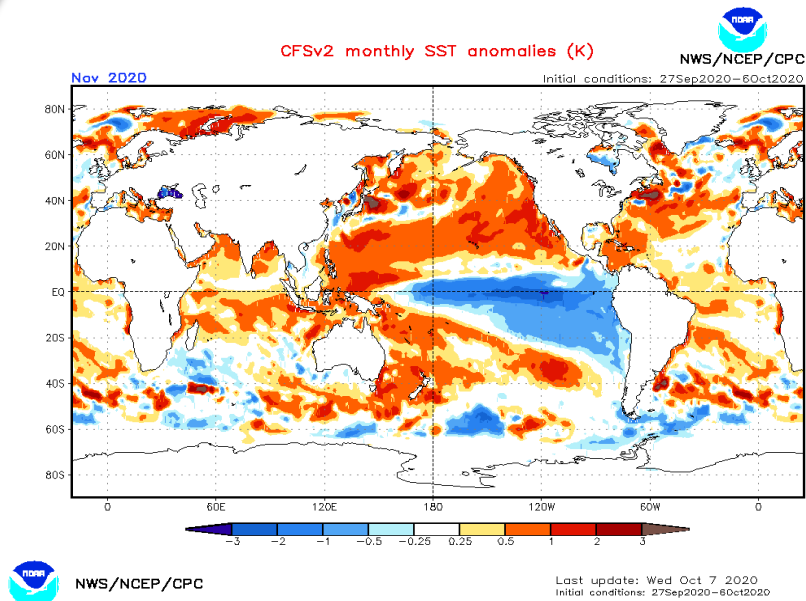 NOAA
NWS/NCEP/CPC
CFSv2 monthly SST anomalies (K)
Nov 2020
Initial conditions: 27Sep2020-6Oct2020
80N
60N
40N
20N
EQ
20S
40S
60S
80S
0 60E 120E 180 120W 60W 0
-3 -2 -1 -0.5 -0.25 0.25 0.5 1 2 3
NOAA
NWS/NCEP/CPC
Last update: Wed Oct 7 2020
Initial conditions: 27Sep2020-6Oct2020